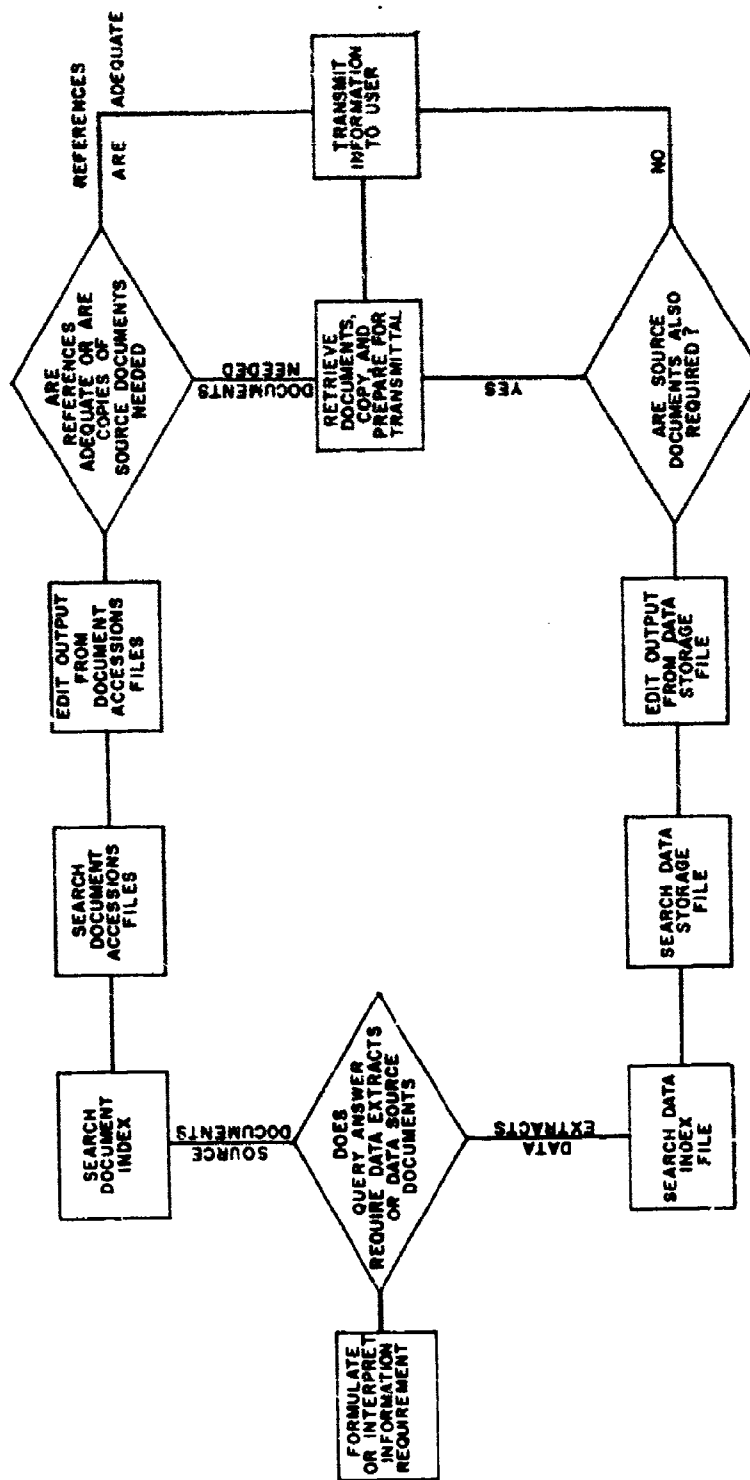 FORMULATE
OR INTERPRET
INFORMATION
REQUIREMENT
DOES
QUERY ANSWER
REQUIRE DATA EXTRACTS
OR DATA SOURCE
DOCUMENTS
SOURCE
DOCUMENTS
SEARCH
DOCUMENT
INDEX
SEARCH
DOCUMENT
ACCESSIONS
FILES
EDIT OUTPUT
FROM
DOCUMENT
ACCESSIONS
FILES
ARE
REFERENCES
ADEQUATE OR ARE
COPIES OF
SOURCE DOCUMENTS
NEEDED
REFERENCES
ARE ADEQUATE
DOCUMENTS
NEEDED
RETRIEVE
DOCUMENTS,
COPY AND
PREPARE FOR
TRANSMITTAL
TRANSMIT
INFORMATION
TO USER
DATA
EXTRACTS
SEARCH DATA
INDEX
FILE
SEARCH DATA
STORAGE
FILE
EDIT OUTPUT
FROM DATA
STORAGE
FILE
ARE SOURCE
DOCUMENTS ALSO
REQUIRED?
YES
NO